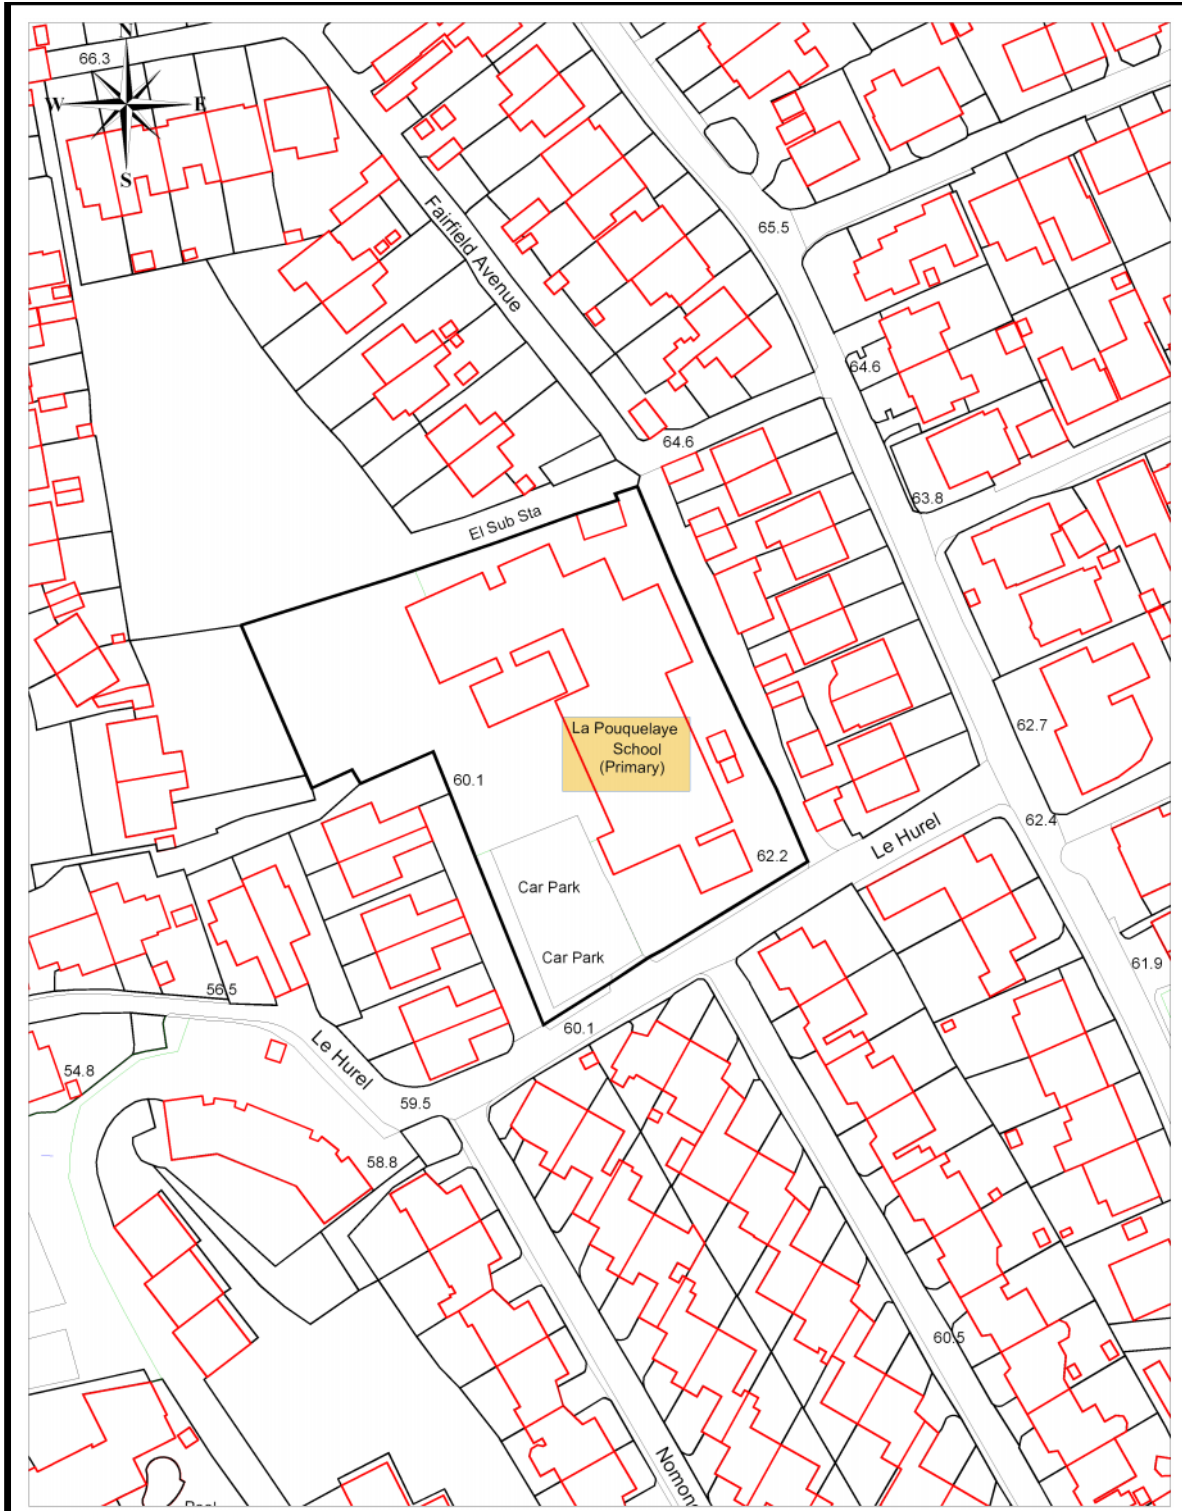 N
66.3
W
E
S
Fairfield Avenue
65.5
64.6
64.6
63.8
El Sub Sta
La Pouquelaye
School
(Primary)
62.7
60.1
62.4
Le Hurel
62.2
Car Park
Car Park
61.9
56.5
60.1
Le Hurel
54.8
59.5
58.8
60.5